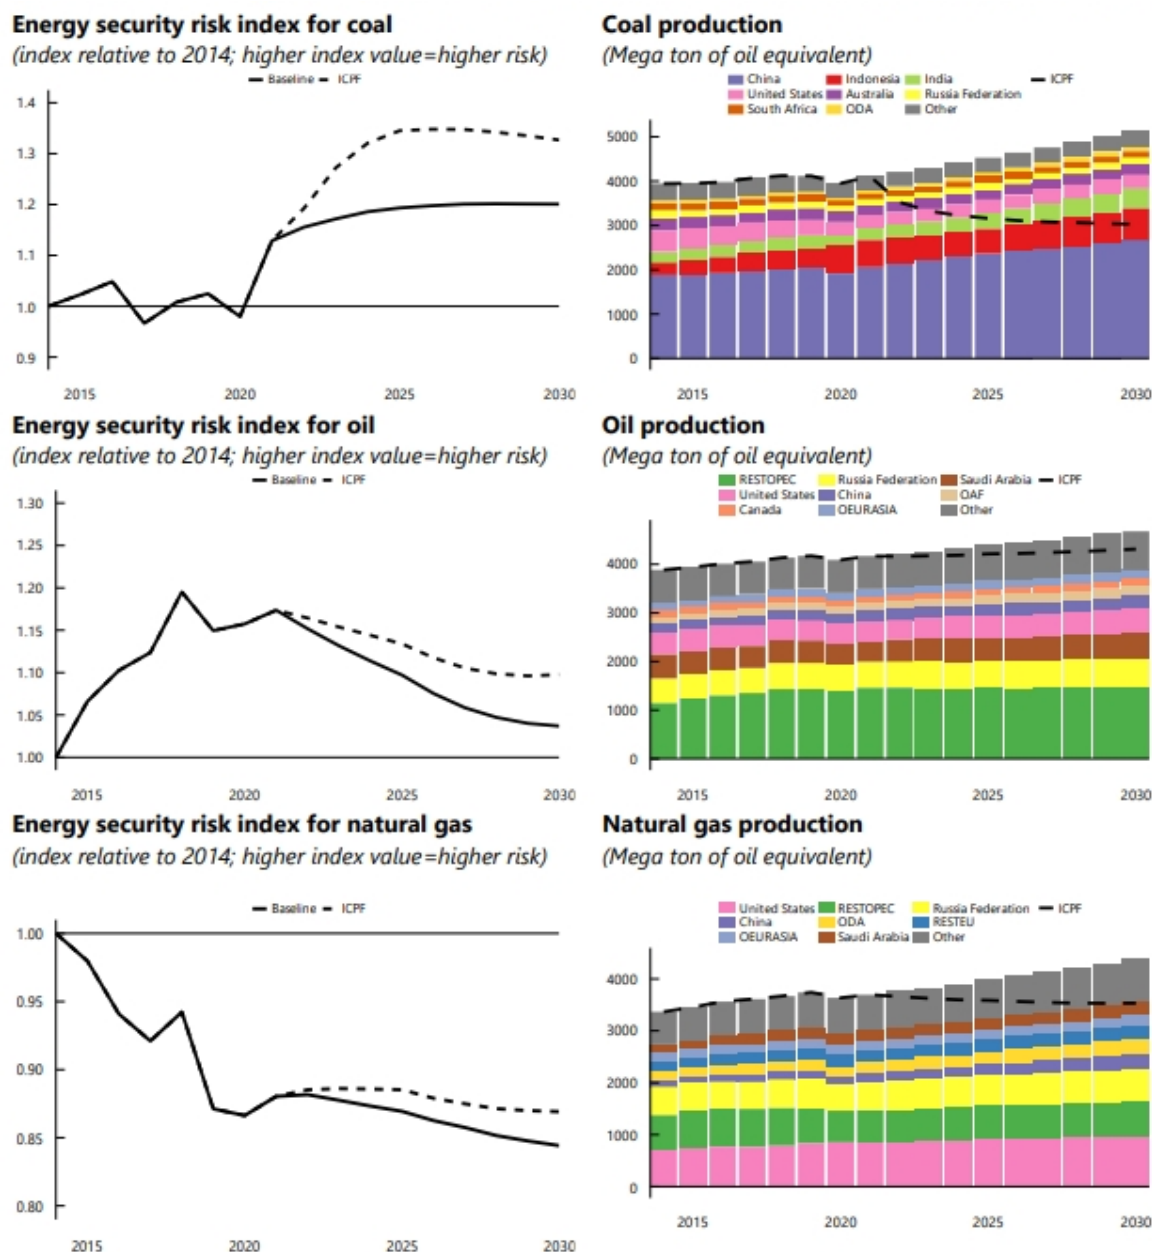 Energy security risk index for coal
(index relative to 2014; higher index value=higher risk)
Baseline ICPF
1.4
1.3
1.2
1.1
1.0
0.9
2015 2020 2025 2030
Coal production
(Mega ton of oil equivalent)
China Indonesia India ICPF
United States Australia Russia Federation
South Africa ODA Other
5000
4000
3000
2000
1000
0
2015 2020 2025 2030
Energy security risk index for oil
(index relative to 2014; higher index value=higher risk)
Baseline ICPF
1.30
1.25
1.20
1.15
1.10
1.05
1.00
2015 2020 2025 2030
Oil production
(Mega ton of oil equivalent)
RESTOPEC Russia Federation Saudi Arabia ICPF
United States China OAF
Canada OEURASIA Other
4000
3000
2000
1000
0
2015 2020 2025 2030
Energy security risk index for natural gas
(index relative to 2014; higher index value=higher risk)
Baseline ICPF
1.00
0.95
0.90
0.85
0.80
2015 2020 2025 2030
Natural gas production
(Mega ton of oil equivalent)
United States RESTOPEC Russia Federation ICPF
China ODA RESTEU
OEURASIA Saudi Arabia Other
4000
3000
2000
1000
0
2015 2020 2025 2030